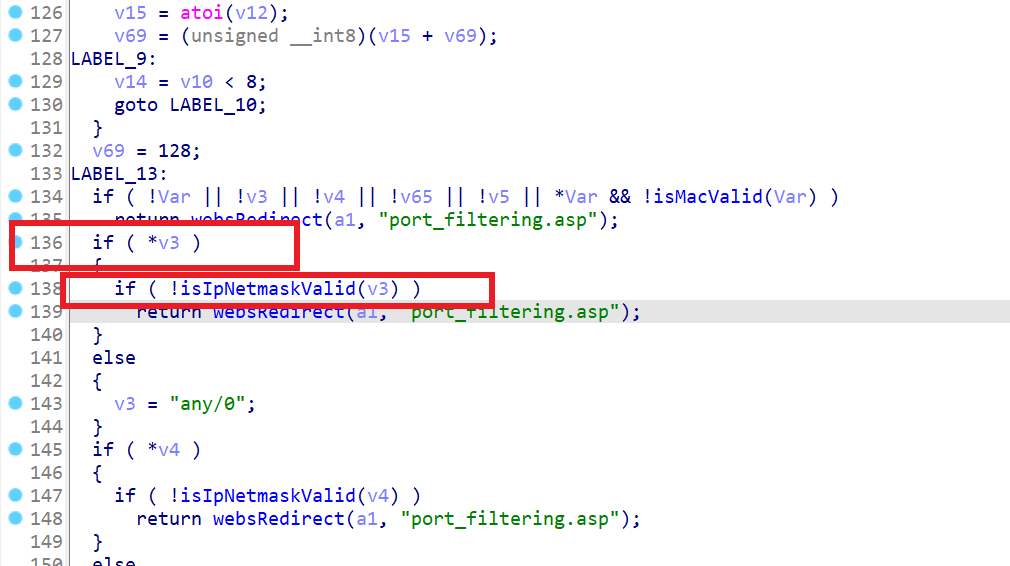 126 v15 = atoi(v12);
127 v69 = (unsigned __int8)(v15 + v69);
128 LABEL_9:
129 v14 = v10 < 8;
130 goto LABEL_10;
131 }
132 v69 = 128;
133 LABEL_13:
134 if ( !Var || !v3 || !v4 || !v65 || !v5 || *Var && !isMacValid(Var) )
135 return websRedirect(a1, "port_filtering.asp");
136 if ( *v3 )
137 {
138 if ( !isIpNetmaskValid(v3) )
139 return websRedirect(a1, "port_filtering.asp");
140 }
141 else
142 {
143 v3 = "any/0";
144 }
145 if ( *v4 )
146 {
147 if ( !isIpNetmaskValid(v4) )
148 return websRedirect(a1, "port_filtering.asp");
149 }
150 else